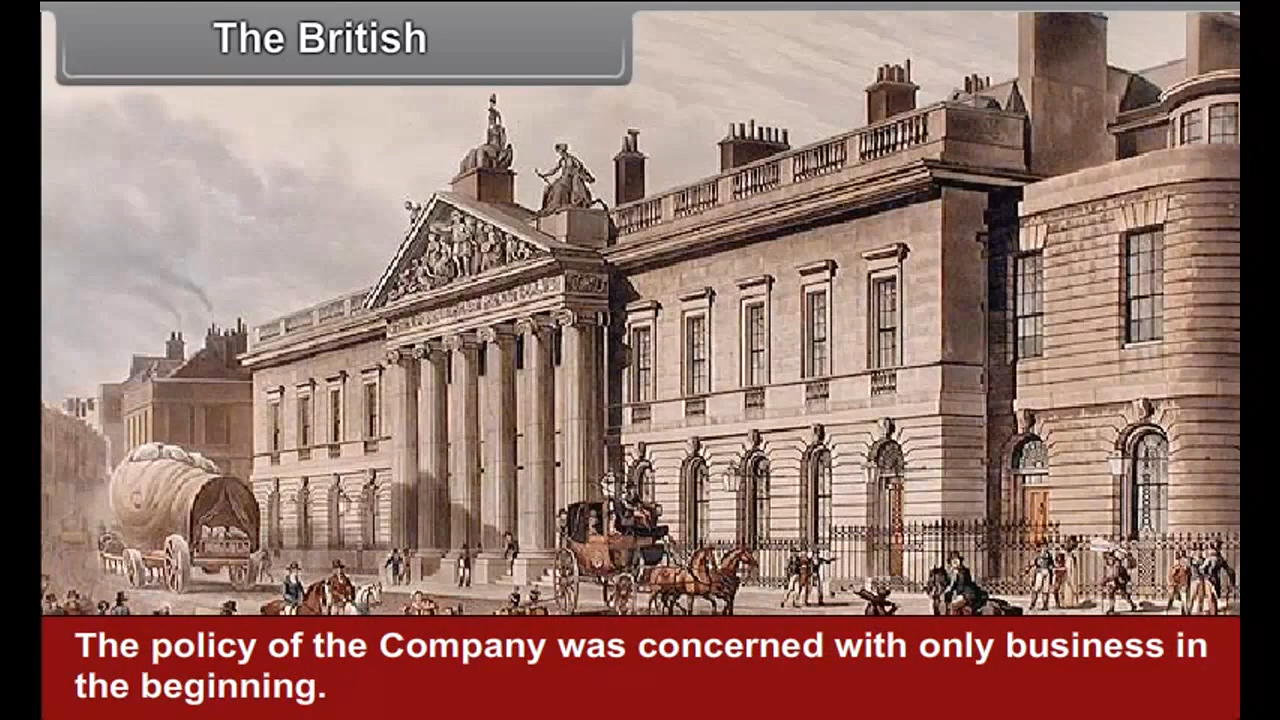 The British
The policy of the Company was concerned with only business in
the beginning.